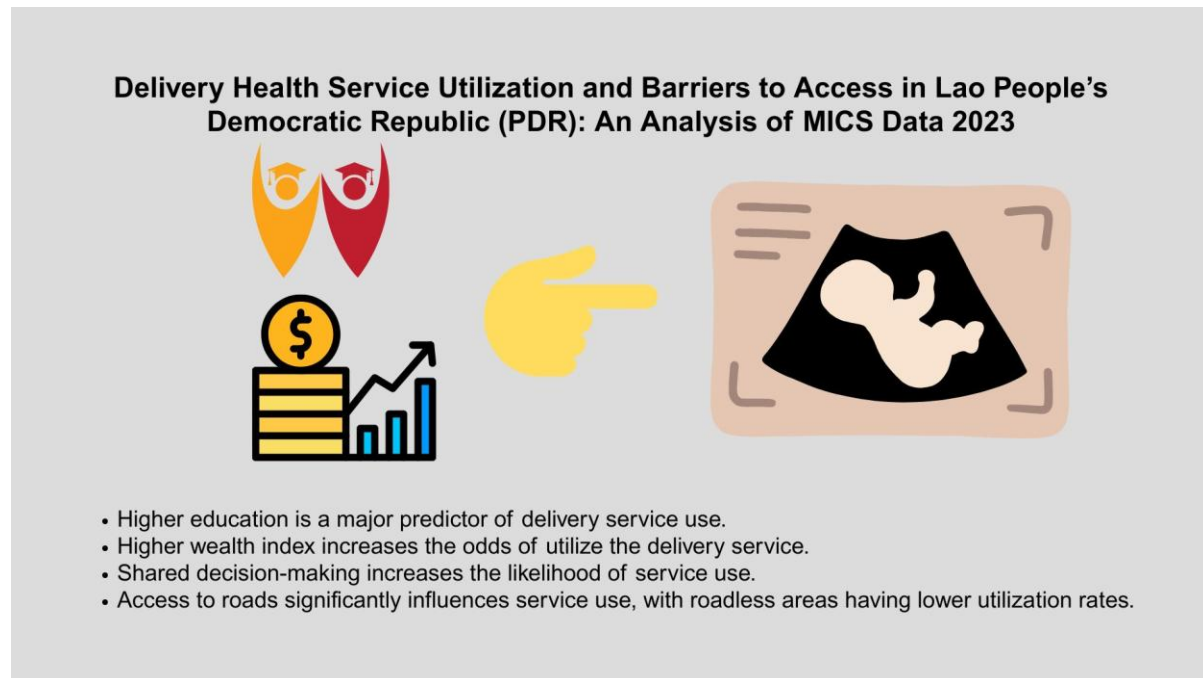 Delivery Health Service Utilization and Barriers to Access in Lao People's
Democratic Republic (PDR): An Analysis of MICS Data 2023
$
• Higher education is a major predictor of delivery service use.
• Higher wealth index increases the odds of utilize the delivery service.
• Shared decision-making increases the likelihood of service use.
• Access to roads significantly influences service use, with roadless areas having lower utilization rates.